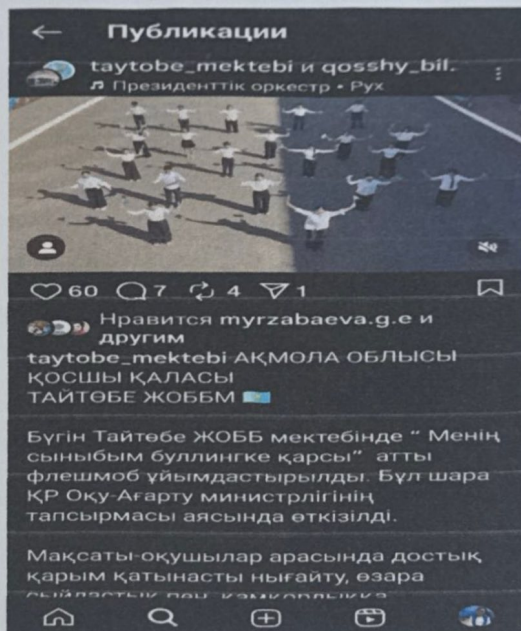 Публикации
taytobe_mektebi и qosshy_bil.
Президенттік оркестр • Рух
60 7 4 1
Нравится myrzabaeva.g.e и
другим
taytobe_mektebi АҚМОЛА ОБЛЫСЫ
ҚОСШЫ ҚАЛАСЫ
ТАЙТӨБЕ ЖОББМ
Бүгін Тайтөбе ЖОББ мектебінде “ Менің
сыныбым буллингке қарсы” атты
флешмоб ұйымдастырылды. Бұл шара
ҚР Оқу-Ағарту министрлігінің
тапсырмасы аясында өткізілді.
Мақсаты-оқушылар арасында достық
қарым қатынасты нығайту, өзара